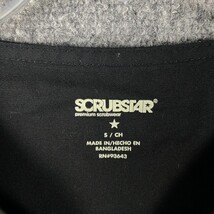 SCRUBSTAR®
premium scrubwear
S / CH
MADE IN/HECHO EN
BANGLADESH
RN#93643